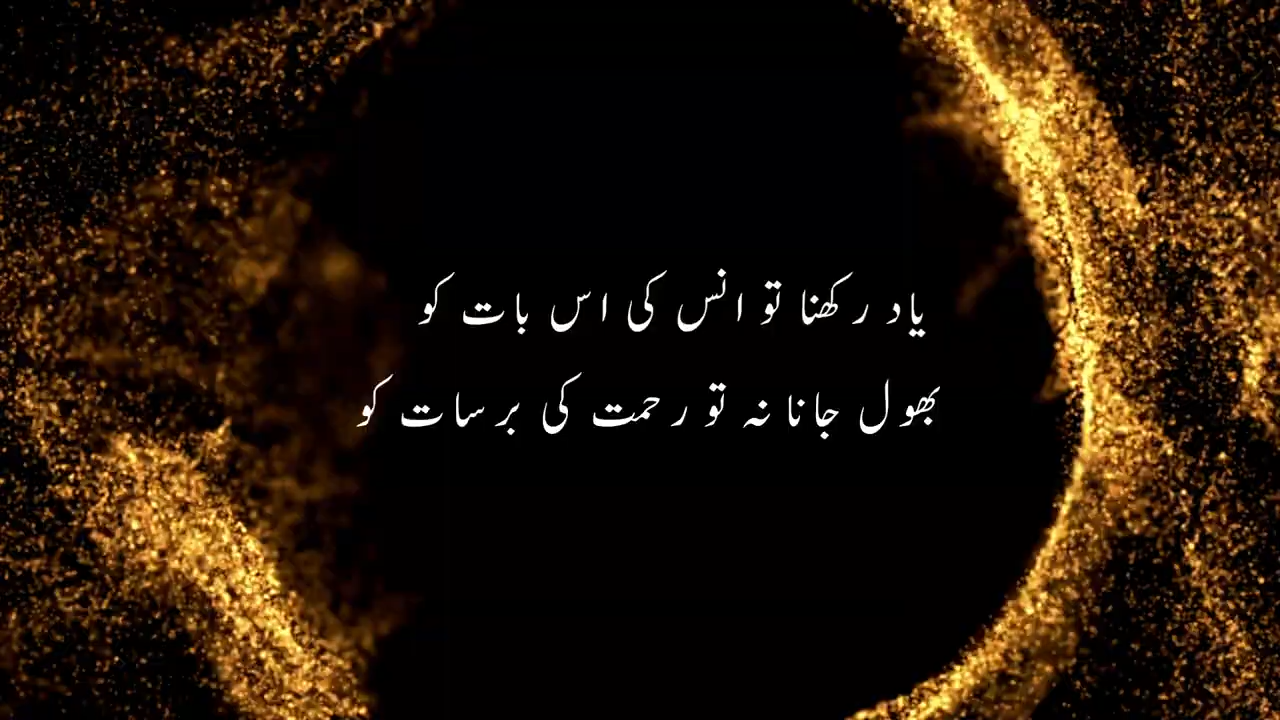 یاد رکھنا تو انس کی اس بات کو
بھول جانا نہ تو رحمت کی برسات کو